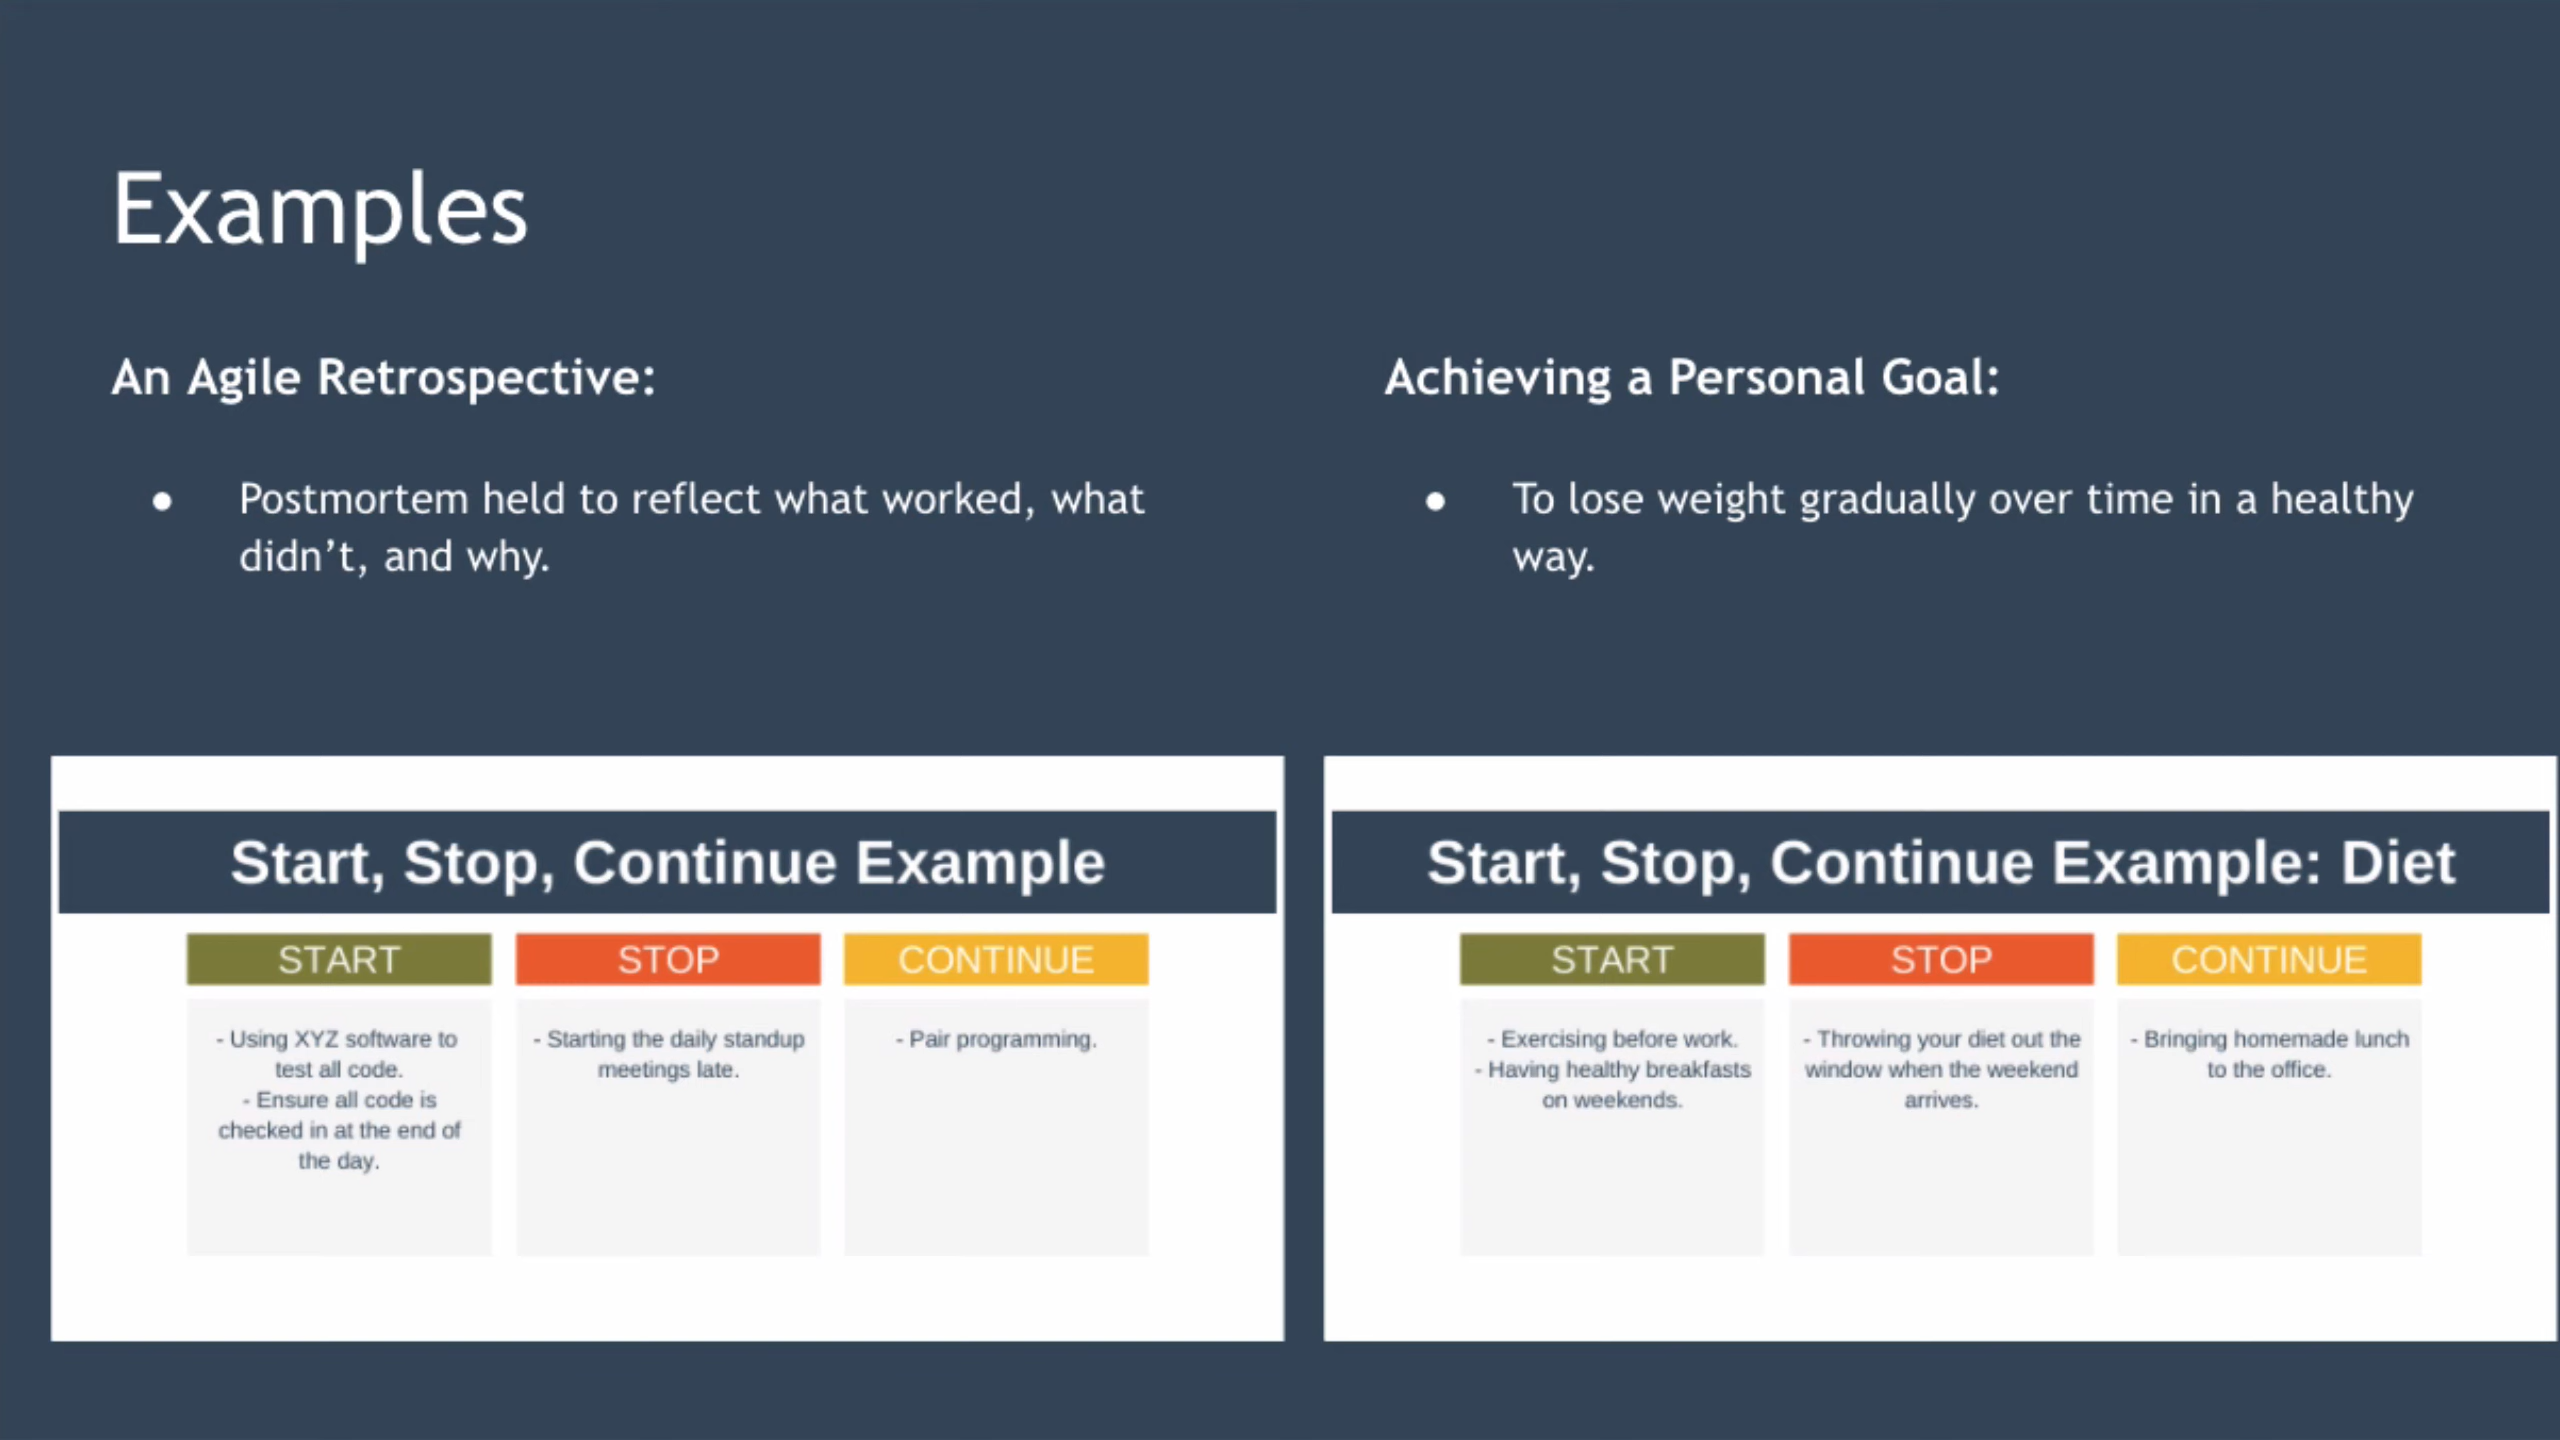 Examples
An Agile Retrospective:
● Postmortem held to reflect what worked, what
didn’t, and why.
Achieving a Personal Goal:
● To lose weight gradually over time in a healthy
way.
Start, Stop, Continue Example
START
- Using XYZ software to
test all code.
- Ensure all code is
checked in at the end of
the day.
STOP
- Starting the daily standup
meetings late.
CONTINUE
- Pair programming.
Start, Stop, Continue Example: Diet
START
- Exercising before work.
- Having healthy breakfasts
on weekends.
STOP
- Throwing your diet out the
window when the weekend
arrives.
CONTINUE
- Bringing homemade lunch
to the office.